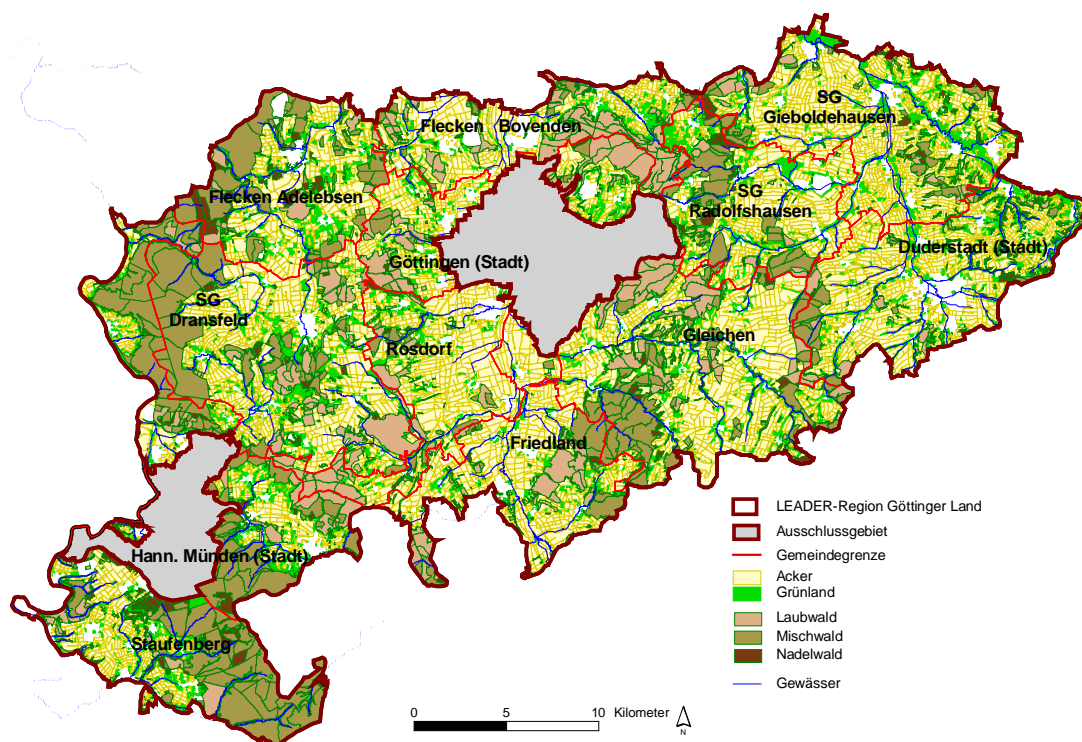 SG
Gieboldehausen
Flecken Bovenden
Flecken Adelebsen
SG
Radolfshausen
Duderstadt (Stadt)
Göttingen (Stadt)
SG
Dransfeld
Rosdorf
Gleichen
Friedland
Hann. Münden (Stadt)
Staufenberg
LEADER-Region Göttinger Land
Ausschlussgebiet
Gemeindegrenze
Acker
Grünland
Laubwald
Mischwald
Nadelwald
Gewässer
0 5 10 Kilometer
N